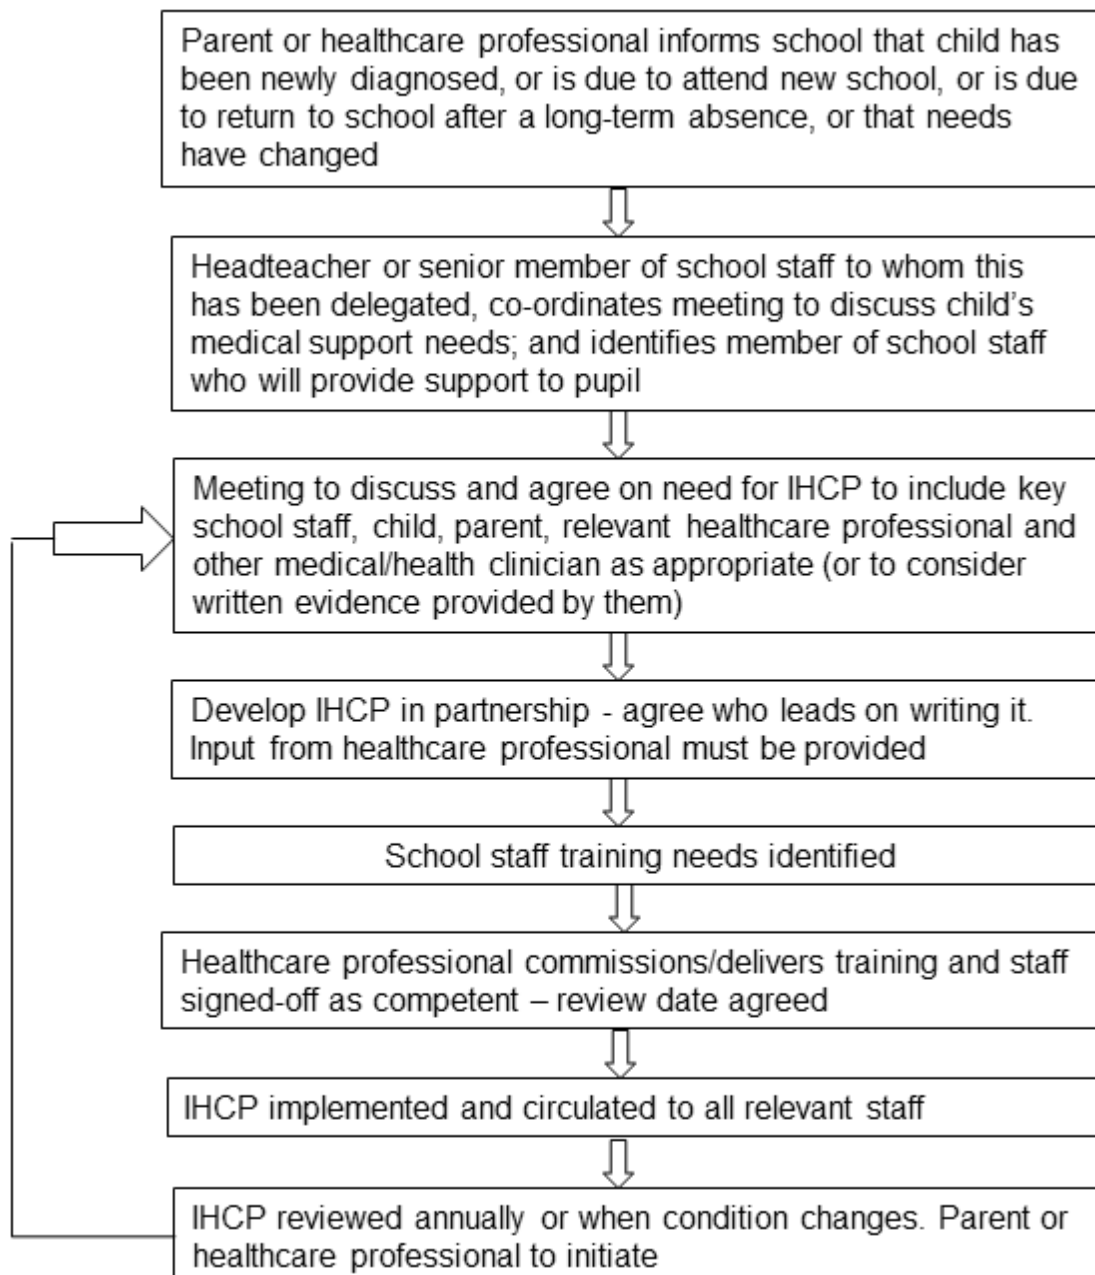 Parent or healthcare professional informs school that child has
been newly diagnosed, or is due to attend new school, or is due
to return to school after a long-term absence, or that needs
have changed
Headteacher or senior member of school staff to whom this
has been delegated, co-ordinates meeting to discuss child's
medical support needs; and identifies member of school staff
who will provide support to pupil
Meeting to discuss and agree on need for IHCP to include key
school staff, child, parent, relevant healthcare professional and
other medical/health clinician as appropriate (or to consider
written evidence provided by them)
Develop IHCP in partnership - agree who leads on writing it.
Input from healthcare professional must be provided
School staff training needs identified
Healthcare professional commissions/delivers training and staff
signed-off as competent – review date agreed
IHCP implemented and circulated to all relevant staff
IHCP reviewed annually or when condition changes. Parent or
healthcare professional to initiate